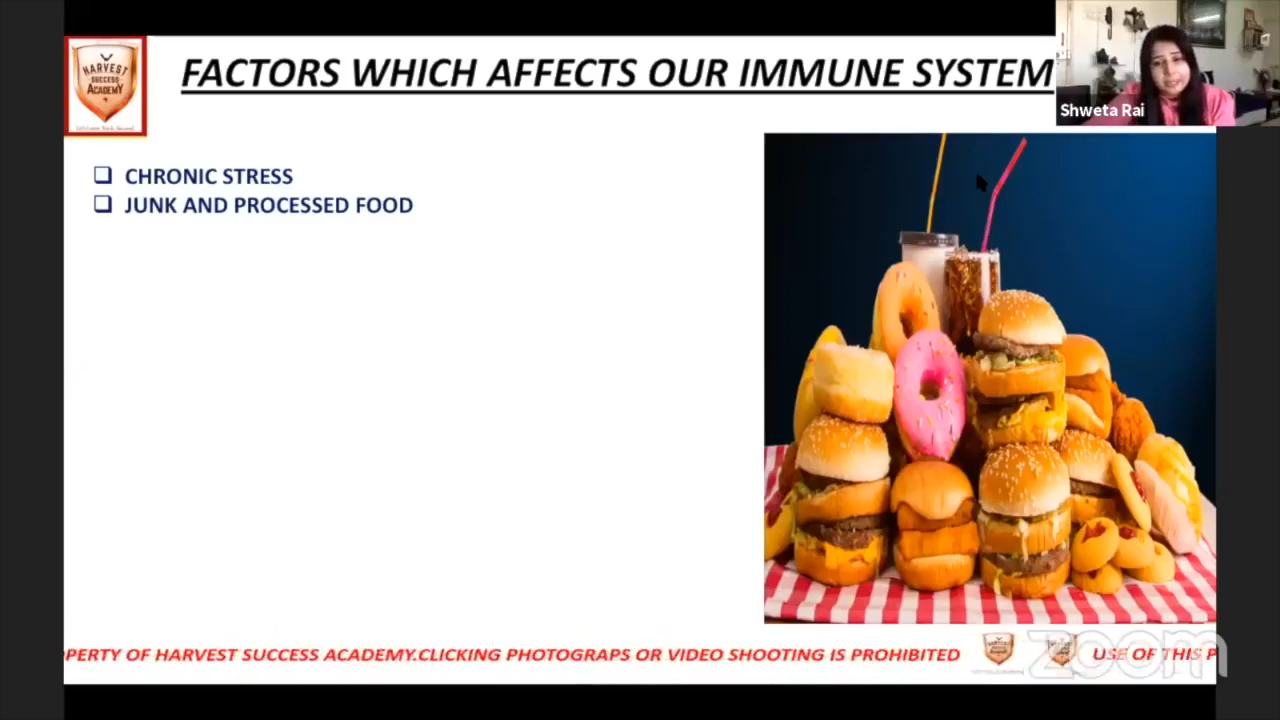 HARVEST
SUCCESS
ACADEMY
FACTORS WHICH AFFECTS OUR IMMUNE SYSTEM
Shweta Rai
❑ CHRONIC STRESS
❑ JUNK AND PROCESSED FOOD
PERTY OF HARVEST SUCCESS ACADEMY.CLICKING PHOTOGRAPS OR VIDEO SHOOTING IS PROHIBITED
USE OF THIS P
zoom